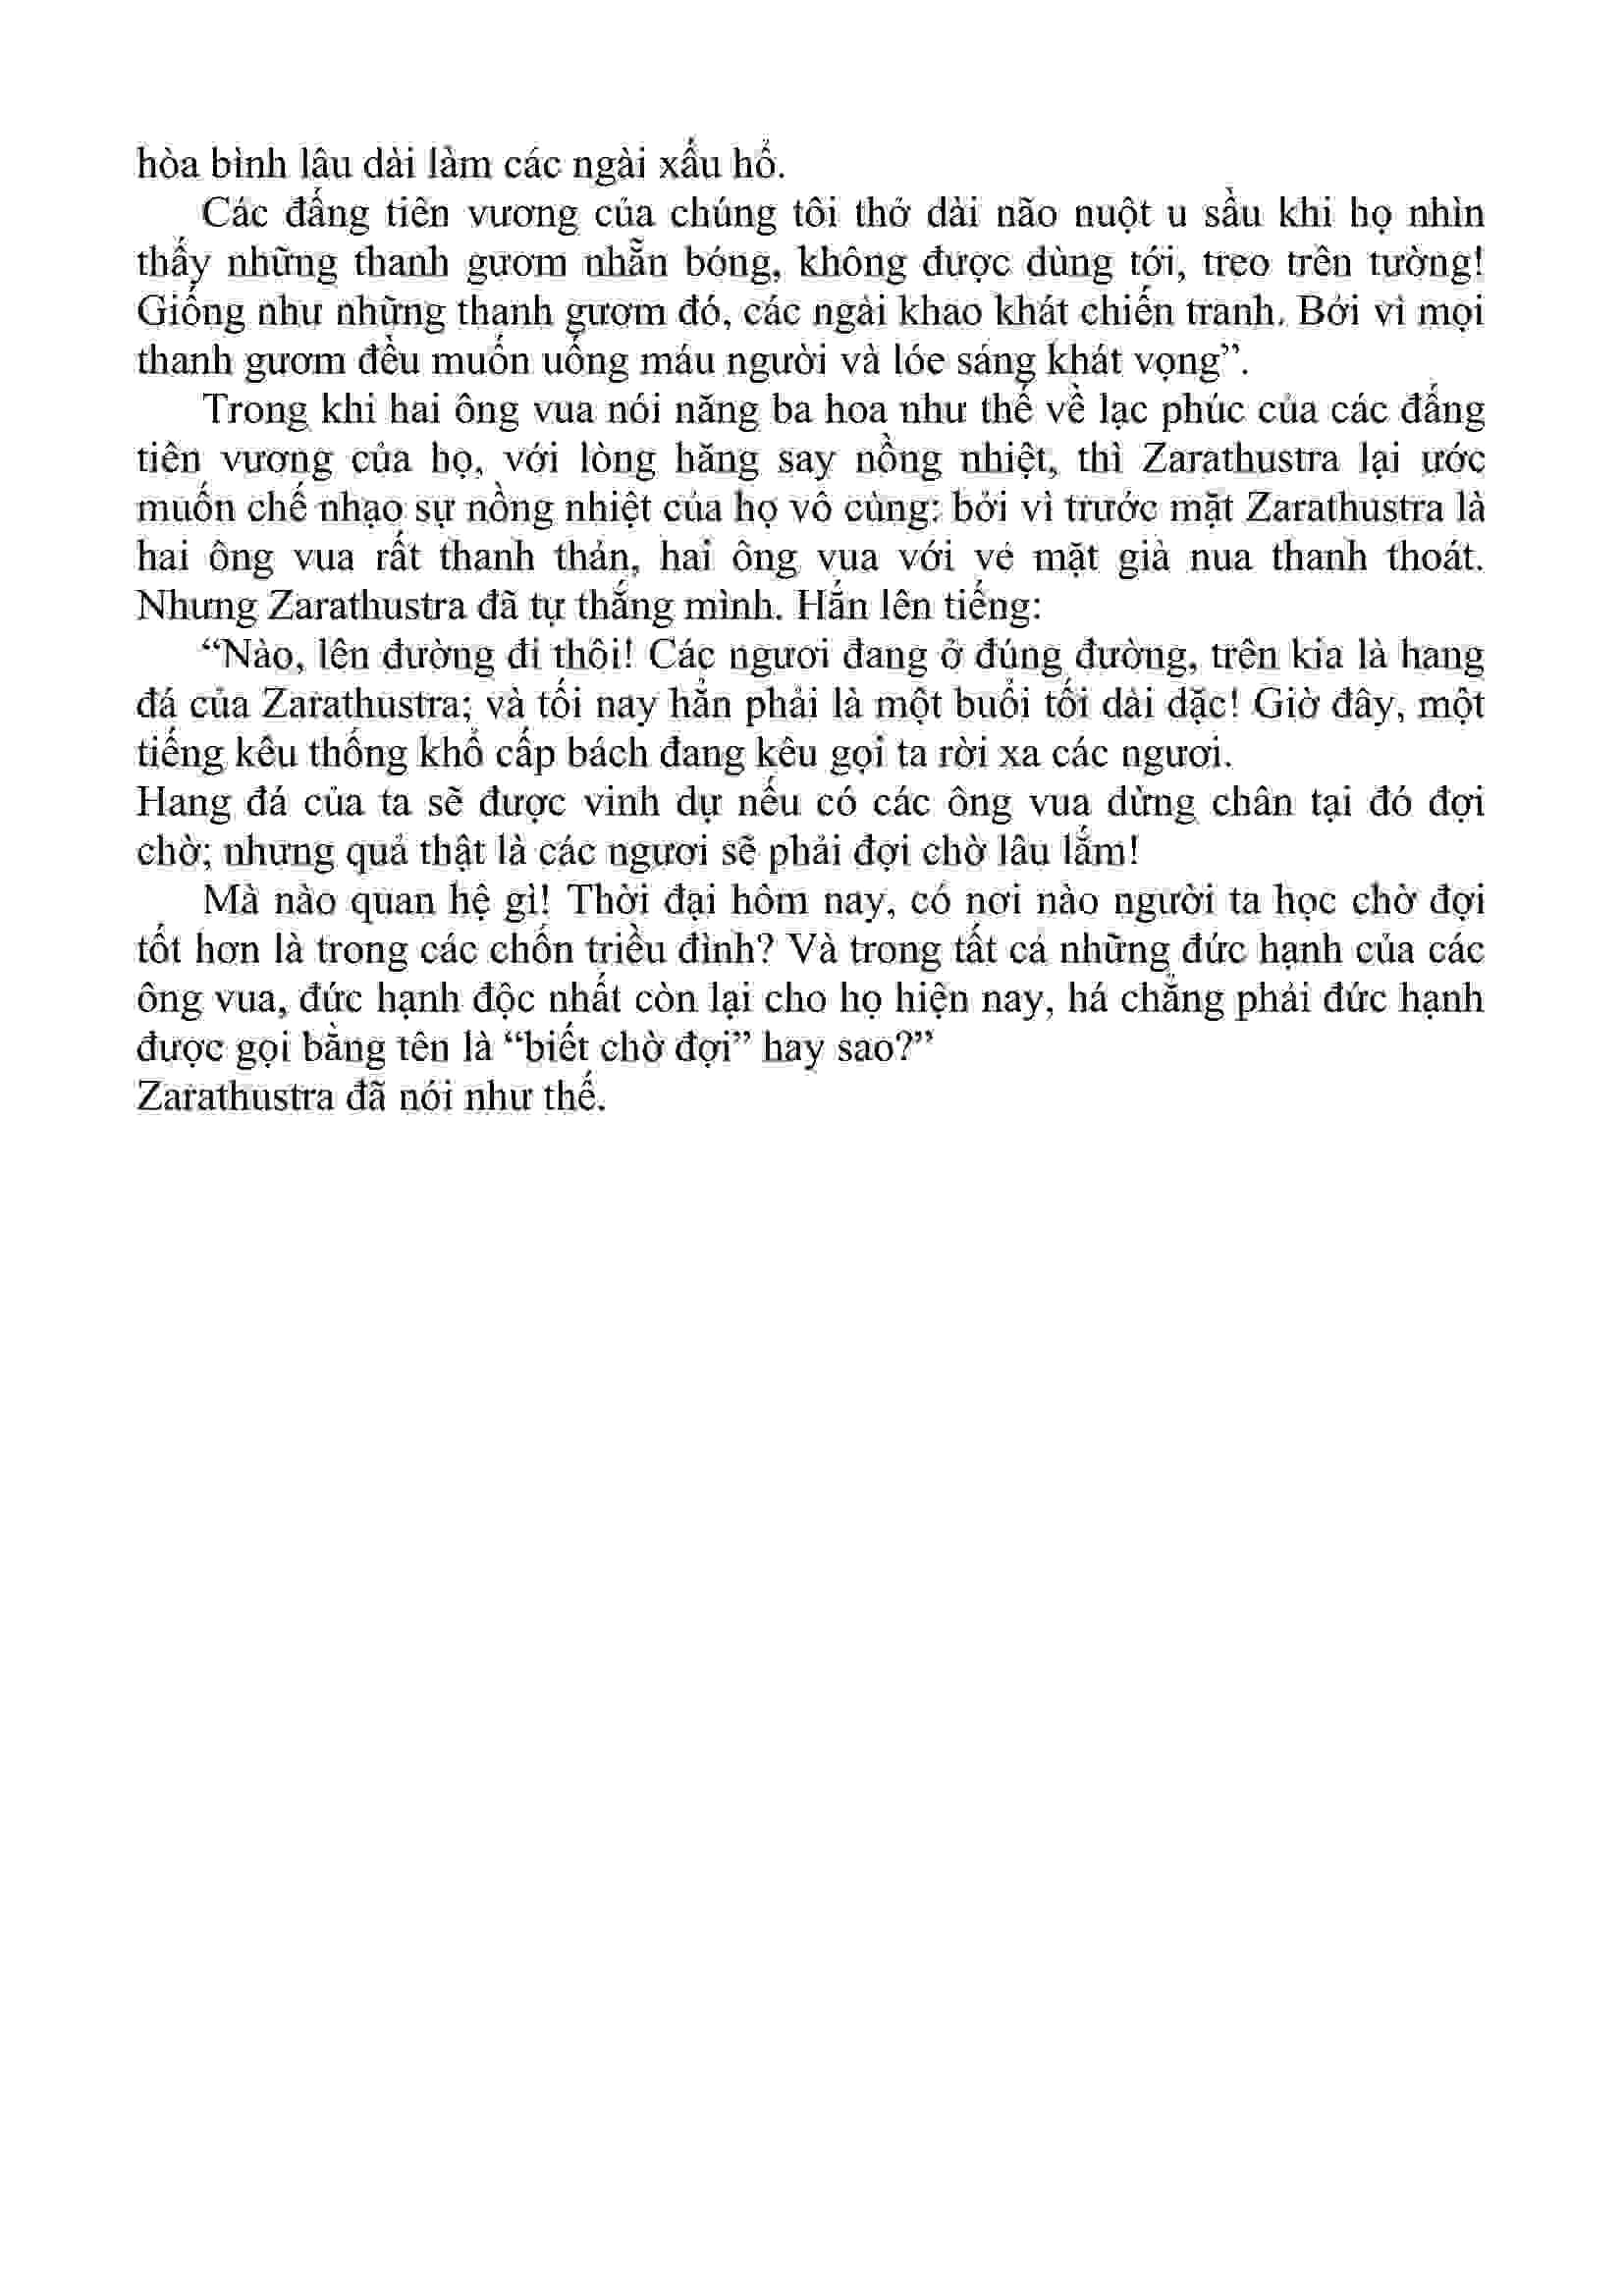 hòa bình lâu dài làm các ngài xấu hổ.
Các đấng tiên vương của chúng tôi thở dài não nuột u sầu khi họ nhìn
thấy những thanh gươm nhẵn bóng, không được dùng tới, treo trên tường!
Giống như những thanh gươm đó, các ngài khao khát chiến tranh. Bởi vì mọi
thanh gươm đều muốn uống máu người và lóe sáng khát vọng”.
Trong khi hai ông vua nói năng ba hoa như thế về lạc phúc của các đấng
tiên vương của họ, với lòng hăng say nồng nhiệt, thì Zarathustra lại ước
muốn chế nhạo sự nồng nhiệt của họ vô cùng: bởi vì trước mặt Zarathustra là
hai ông vua rất thanh thản, hai ông vua với vẻ mặt già nua thanh thoát.
Nhưng Zarathustra đã tự thắng mình. Hắn lên tiếng:
“Nào, lên đường đi thôi! Các ngươi đang ở đúng đường, trên kia là hang
đá của Zarathustra; và tối nay hẳn phải là một buổi tối dài dặc! Giờ đây, một
tiếng kêu thống khổ cấp bách đang kêu gọi ta rời xa các ngươi.
Hang đá của ta sẽ được vinh dự nếu có các ông vua dừng chân tại đó đợi
chờ; nhưng quả thật là các ngươi sẽ phải đợi chờ lâu lắm!
Mà nào quan hệ gì! Thời đại hôm nay, có nơi nào người ta học chờ đợi
tốt hơn là trong các chốn triều đình? Và trong tất cả những đức hạnh của các
ông vua, đức hạnh độc nhất còn lại cho họ hiện nay, há chẳng phải đức hạnh
được gọi bằng tên là “biết chờ đợi” hay sao?”
Zarathustra đã nói như thế.